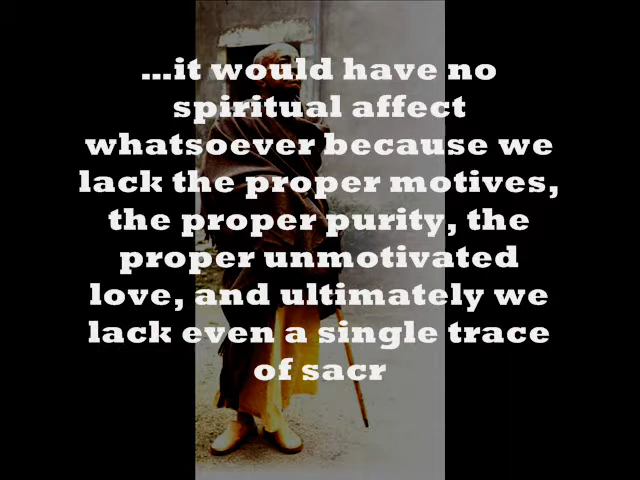 ...it would have no
spiritual affect
whatsoever because we
lack the proper motives,
the proper purity, the
proper unmotivated
love, and ultimately we
lack even a single trace
of sacr